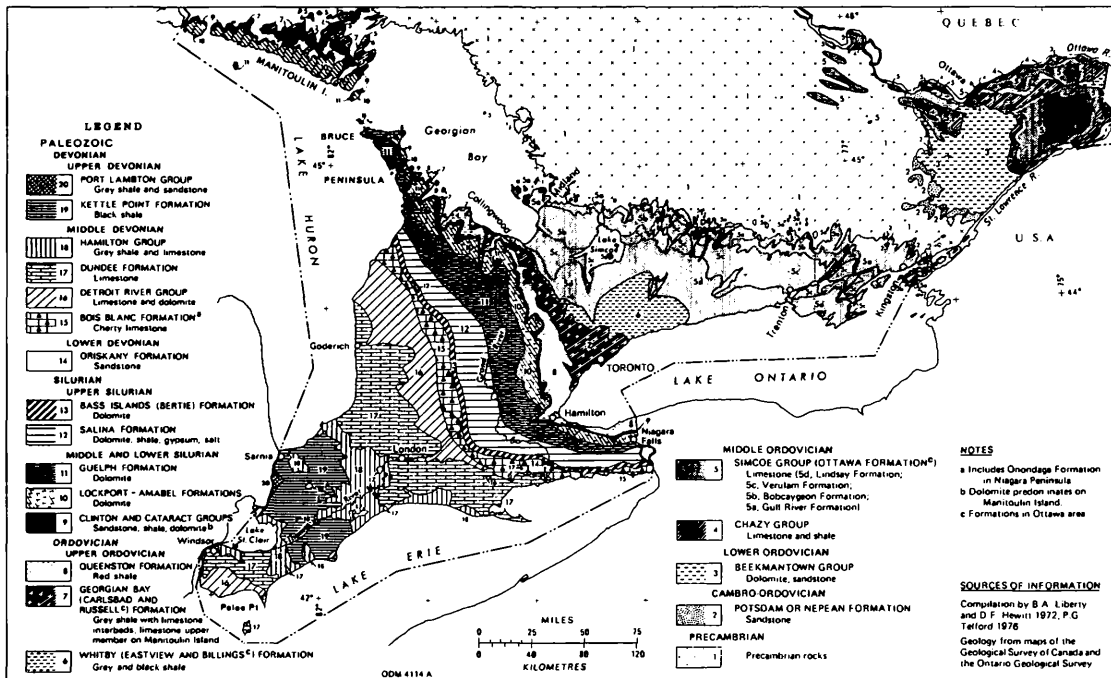 LEGEND
PALEOZOIC
DEVONIAN
UPPER DEVONIAN
20 PORT LAMBTON GROUP
Grey shale and sandstone
19 KETTLE POINT FORMATION
Black shale
MIDDLE DEVONIAN
18 HAMILTON GROUP
Grey shale and limestone
17 DUNDEE FORMATION
Limestone
16 DETROIT RIVER GROUP
Limestone and dolomite
15 BOIS BLANC FORMATION a
Cherty limestone
LOWER DEVONIAN
14 ORISKANY FORMATION
Sandstone
SILURIAN
UPPER SILURIAN
13 BASS ISLANDS (BERTIE) FORMATION
Dolomite
12 SALINA FORMATION
Dolomite, shale, gypsum, salt
MIDDLE AND LOWER SILURIAN
11 GUELPH FORMATION
Dolomite
10 LOCKPORT - AMABEL FORMATIONS
Dolomite
9 CLINTON AND CATARACT GROUPS
Sandstone, shale, dolomite b
ORDOVICIAN
UPPER ORDOVICIAN
8 QUEENSTON FORMATION
Red shale
7 GEORGIAN BAY
(CARLSBAD AND
RUSSELL c) FORMATION
Grey shale with limestone
interbeds, limestone upper
member on Manitoulin Island
6 WHITBY (EASTVIEW AND BILLINGS c) FORMATION
Grey and black shale
MIDDLE ORDOVICIAN
5 SIMCOE GROUP (OTTAWA FORMATION c)
Limestone (5d, Lindsay Formation;
5c, Verulam Formation;
5b, Bobcaygeon Formation;
5a, Gull River Formation)
4 CHAZY GROUP
Limestone and shale
LOWER ORDOVICIAN
3 BEEKMANTOWN GROUP
Dolomite, sandstone
CAMBRO-ORDOVICIAN
2 POTSDAM OR NEPEAN FORMATION
Sandstone
PRECAMBRIAN
1 Precambrian rocks
NOTES
a Includes Onondaga Formation
in Niagara Peninsula
b Dolomite predominates on
Manitoulin Island.
c Formations in Ottawa area
SOURCES OF INFORMATION
Compilation by B.A. Liberty
and D.F. Hewitt 1972, P.G.
Telford 1976
Geology from maps of the
Geological Survey of Canada and
the Ontario Geological Survey
QUEBEC
Ottawa R.
Ottawa
MANITOULIN I.
BRUCE
PENINSULA
Georgian
Bay
LAKE
HURON
Collingwood
Midland
Lake
Simcoe
St. Lawrence R.
U.S.A.
Kingston
Trenton
Goderich
TORONTO
LAKE ONTARIO
Hamilton
Niagara
Falls
Sarnia
London
Lake
St. Clair
Windsor
LAKE ERIE
Pelee Pt
45°
82°
46°
77°
45°
75°
44°
42°
82°
MILES
0 40 80 120
KILOMETRES
ODM 4114 A